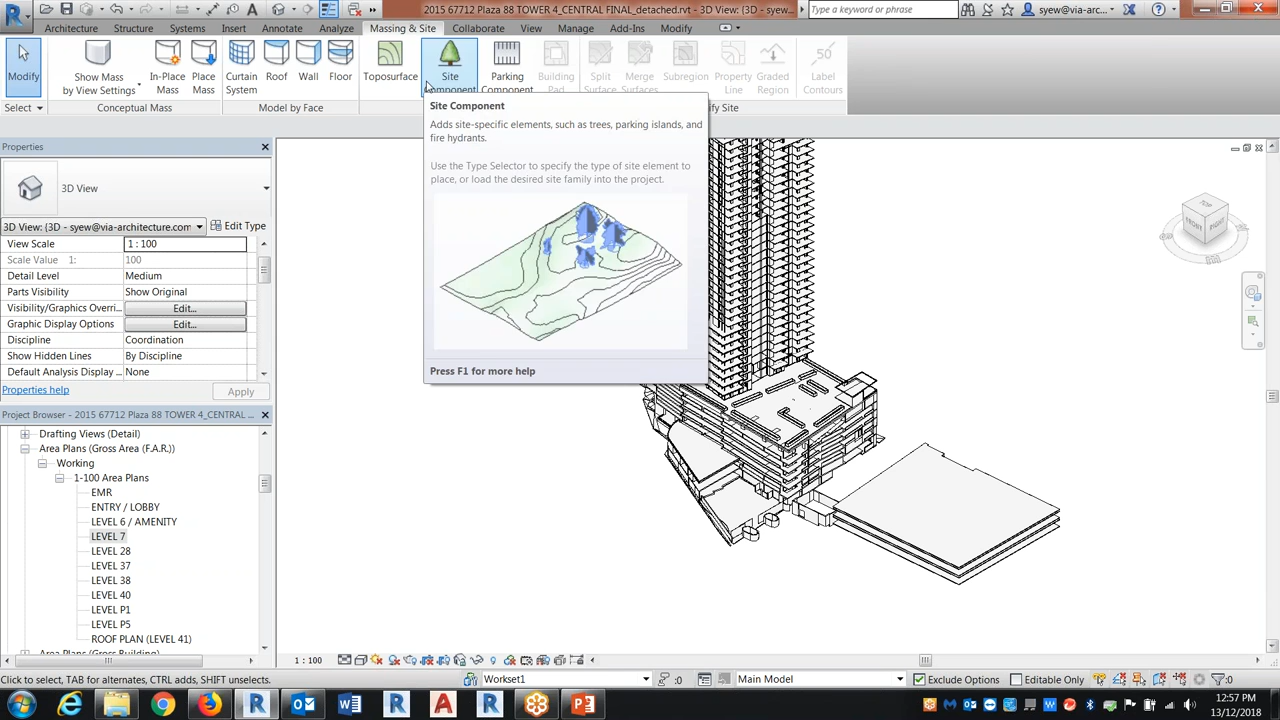 2015 67712 Plaza 88 TOWER 4_CENTRAL FINAL_detached.rvt - 3D View: {3D - syew...
Type a keyword or phrase
syew@via-arc...
Architecture Structure Systems Insert Annotate Analyze Massing & Site Collaborate View Manage Add-Ins Modify
Modify
Show Mass
by View Settings
In-Place
Mass
Place
Mass
Curtain
System
Roof
Wall
Floor
Toposurface
Site
Component
Parking
Component
Building
Pad
Split
Surface
Merge
Surfaces
Subregion
Property
Line
Graded
Region
50
Label
Contours
Select
Conceptual Mass
Model by Face
Site Component
Adds site-specific elements, such as trees, parking islands, and
fire hydrants.
Use the Type Selector to specify the type of site element to
place, or load the desired site family into the project.
Press F1 for more help
Properties
3D View
3D View: {3D - syew@via-architecture.com
Edit Type
View Scale 1 : 100
Scale Value 1: 100
Detail Level Medium
Parts Visibility Show Original
Visibility/Graphics Overri... Edit...
Graphic Display Options Edit...
Discipline Coordination
Show Hidden Lines By Discipline
Default Analysis Display ... None
Properties help
Apply
Project Browser - 2015 67712 Plaza 88 TOWER 4_CENTRAL ...
Drafting Views (Detail)
Area Plans (Gross Area (F.A.R.))
Working
1-100 Area Plans
EMR
ENTRY / LOBBY
LEVEL 6 / AMENITY
LEVEL 7
LEVEL 28
LEVEL 37
LEVEL 38
LEVEL 40
LEVEL P1
LEVEL P5
ROOF PLAN (LEVEL 41)
TOP
FRONT
RIGHT
1 : 100
Click to select, TAB for alternates, CTRL adds, SHIFT unselects.
Workset1
:0
Main Model
Exclude Options
Editable Only
:0
12:57 PM
13/12/2018